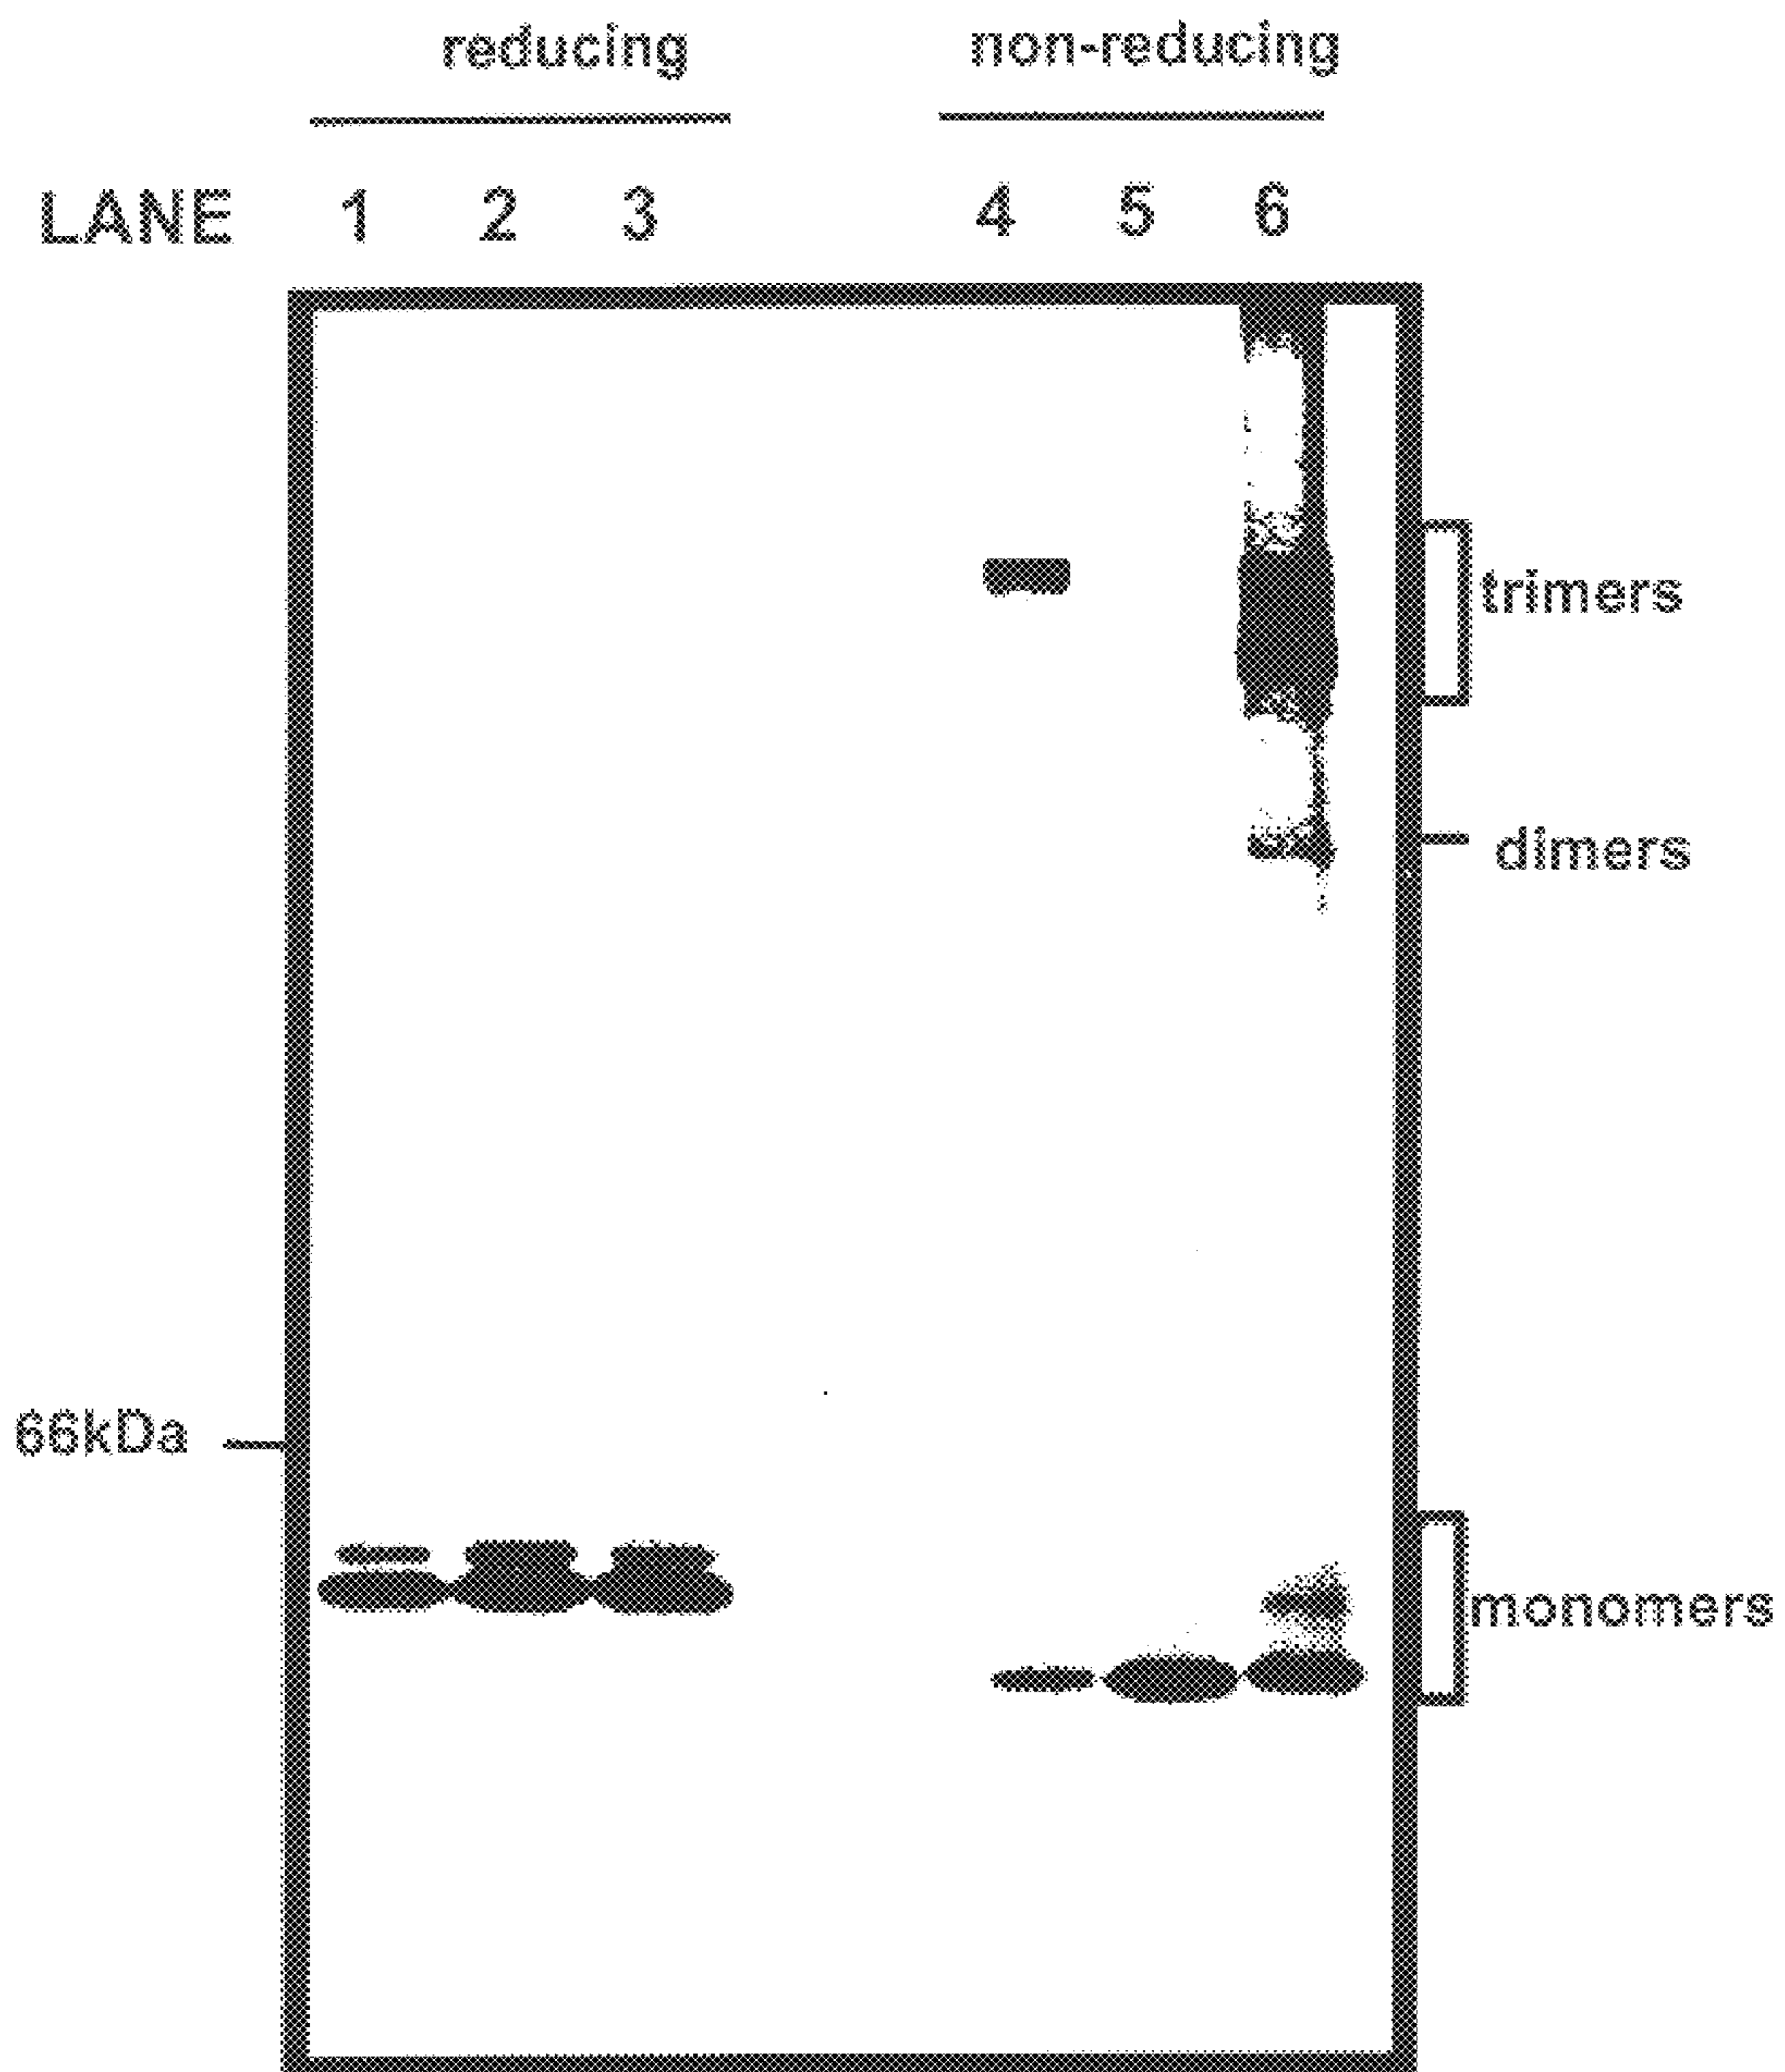 reducing non-reducing
LANE 1 2 3 4 5 6
trimers
dimers
66kDa
monomers